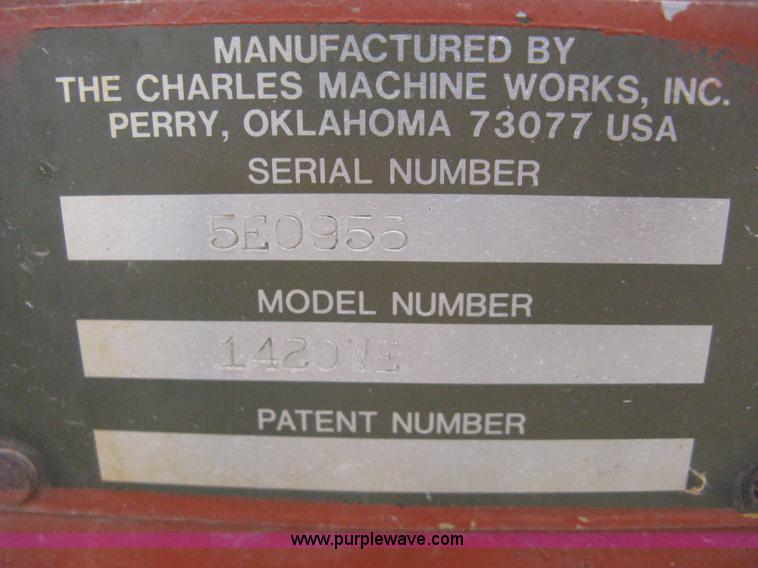 MANUFACTURED BY
THE CHARLES MACHINE WORKS, INC.
PERRY, OKLAHOMA 73077 USA
SERIAL NUMBER
5E0956
MODEL NUMBER
1420WE
PATENT NUMBER
www.purplewave.com